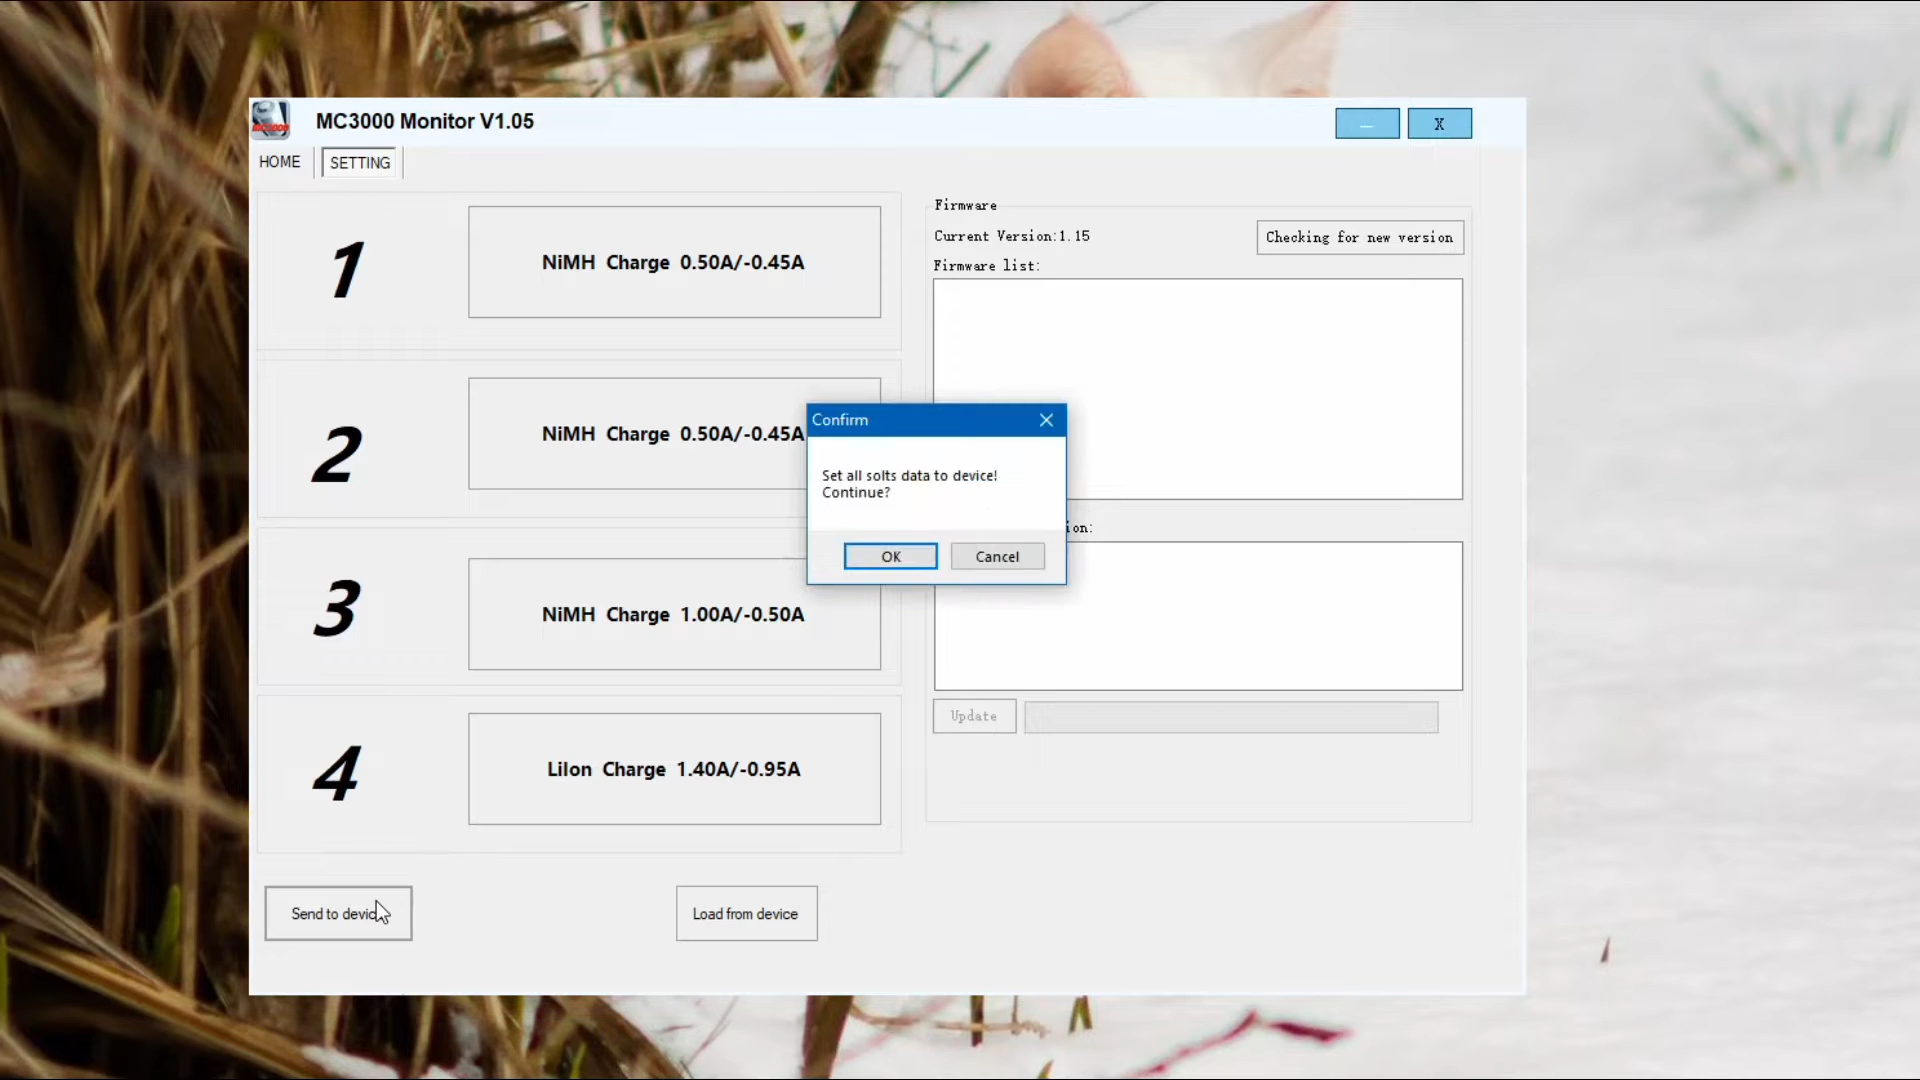 MC3000 Monitor V1.05
X
HOME
SETTING
1
NiMH Charge 0.50A/-0.45A
2
NiMH Charge 0.50A/-0.45A
3
NiMH Charge 1.00A/-0.50A
4
LiIon Charge 1.40A/-0.95A
Send to devic
Load from device
Firmware
Current Version:1.15
Checking for new version
Firmware list:
ion:
Update
Confirm
Set all solts data to device!
Continue?
OK
Cancel